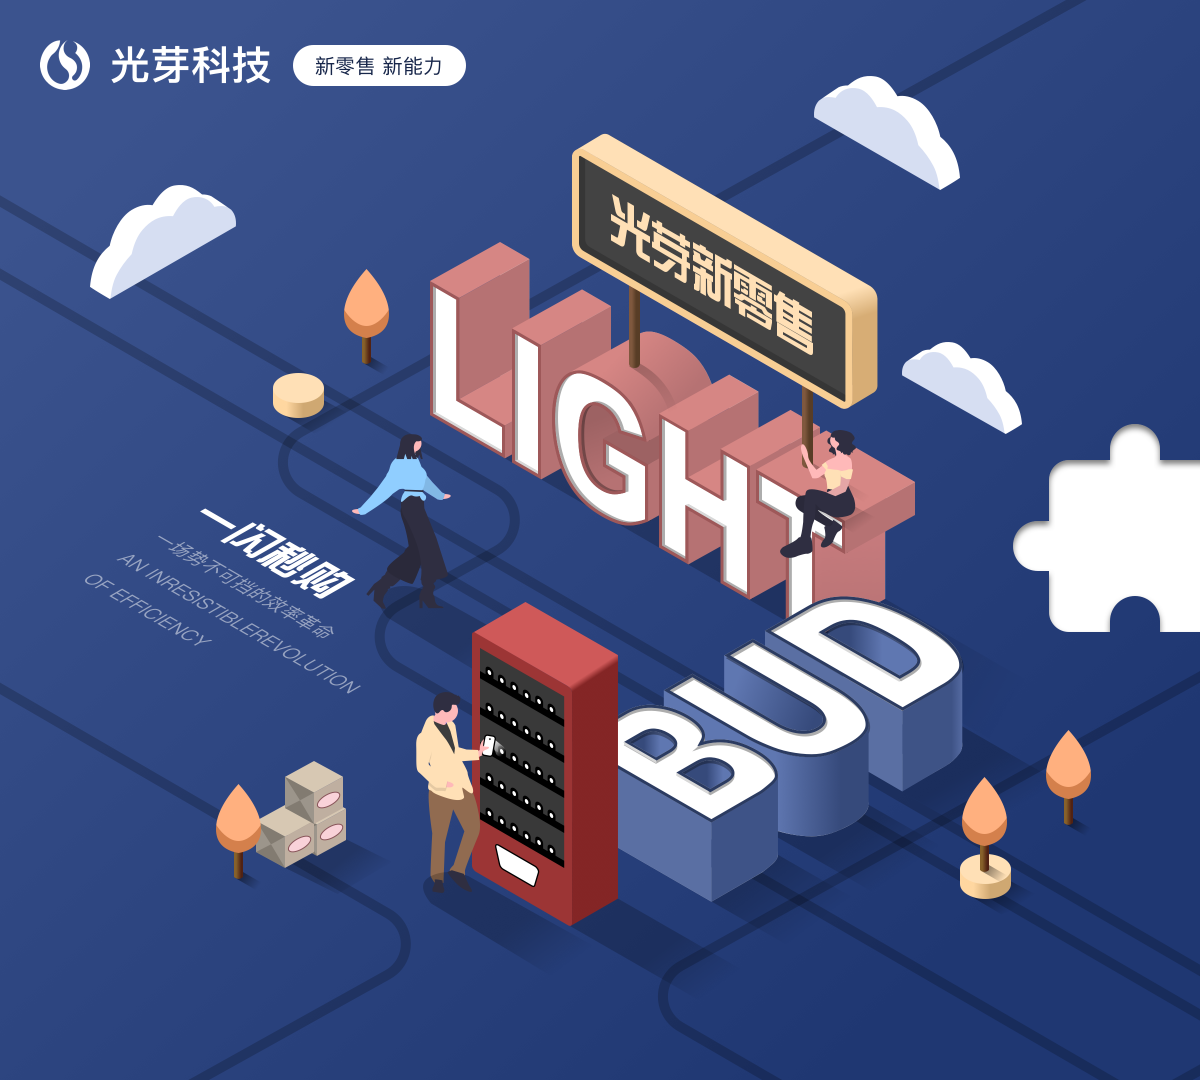 光芽科技
新零售 新能力
光芽新零售
LIGHT
BUD
一闪秒购
一场势不可挡的效率革命
AN INRESISTIBLEREVOLUTION
OF EFFICIENCY